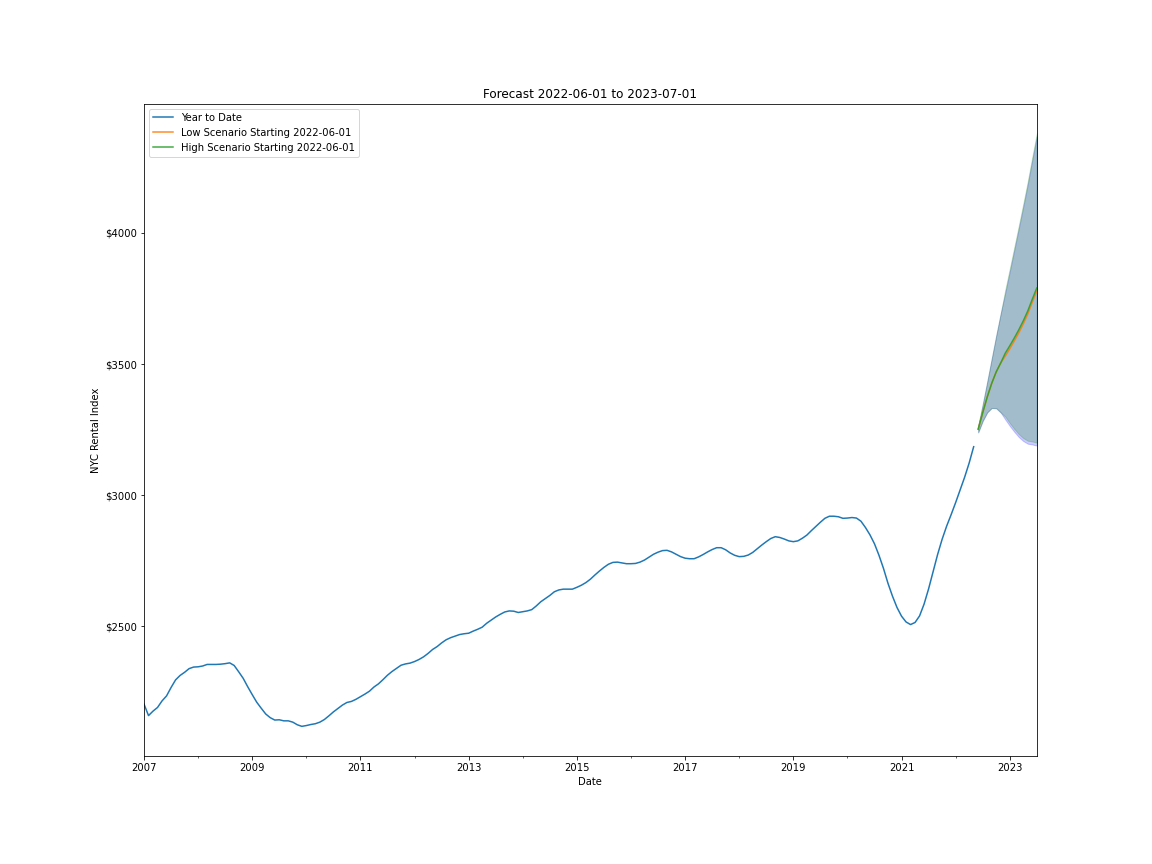 Forecast 2022-06-01 to 2023-07-01
Year to Date
Low Scenario Starting 2022-06-01
High Scenario Starting 2022-06-01
$4000
$3500
$3000
$2500
NYC Rental Index
2007 2009 2011 2013 2015 2017 2019 2021 2023
Date